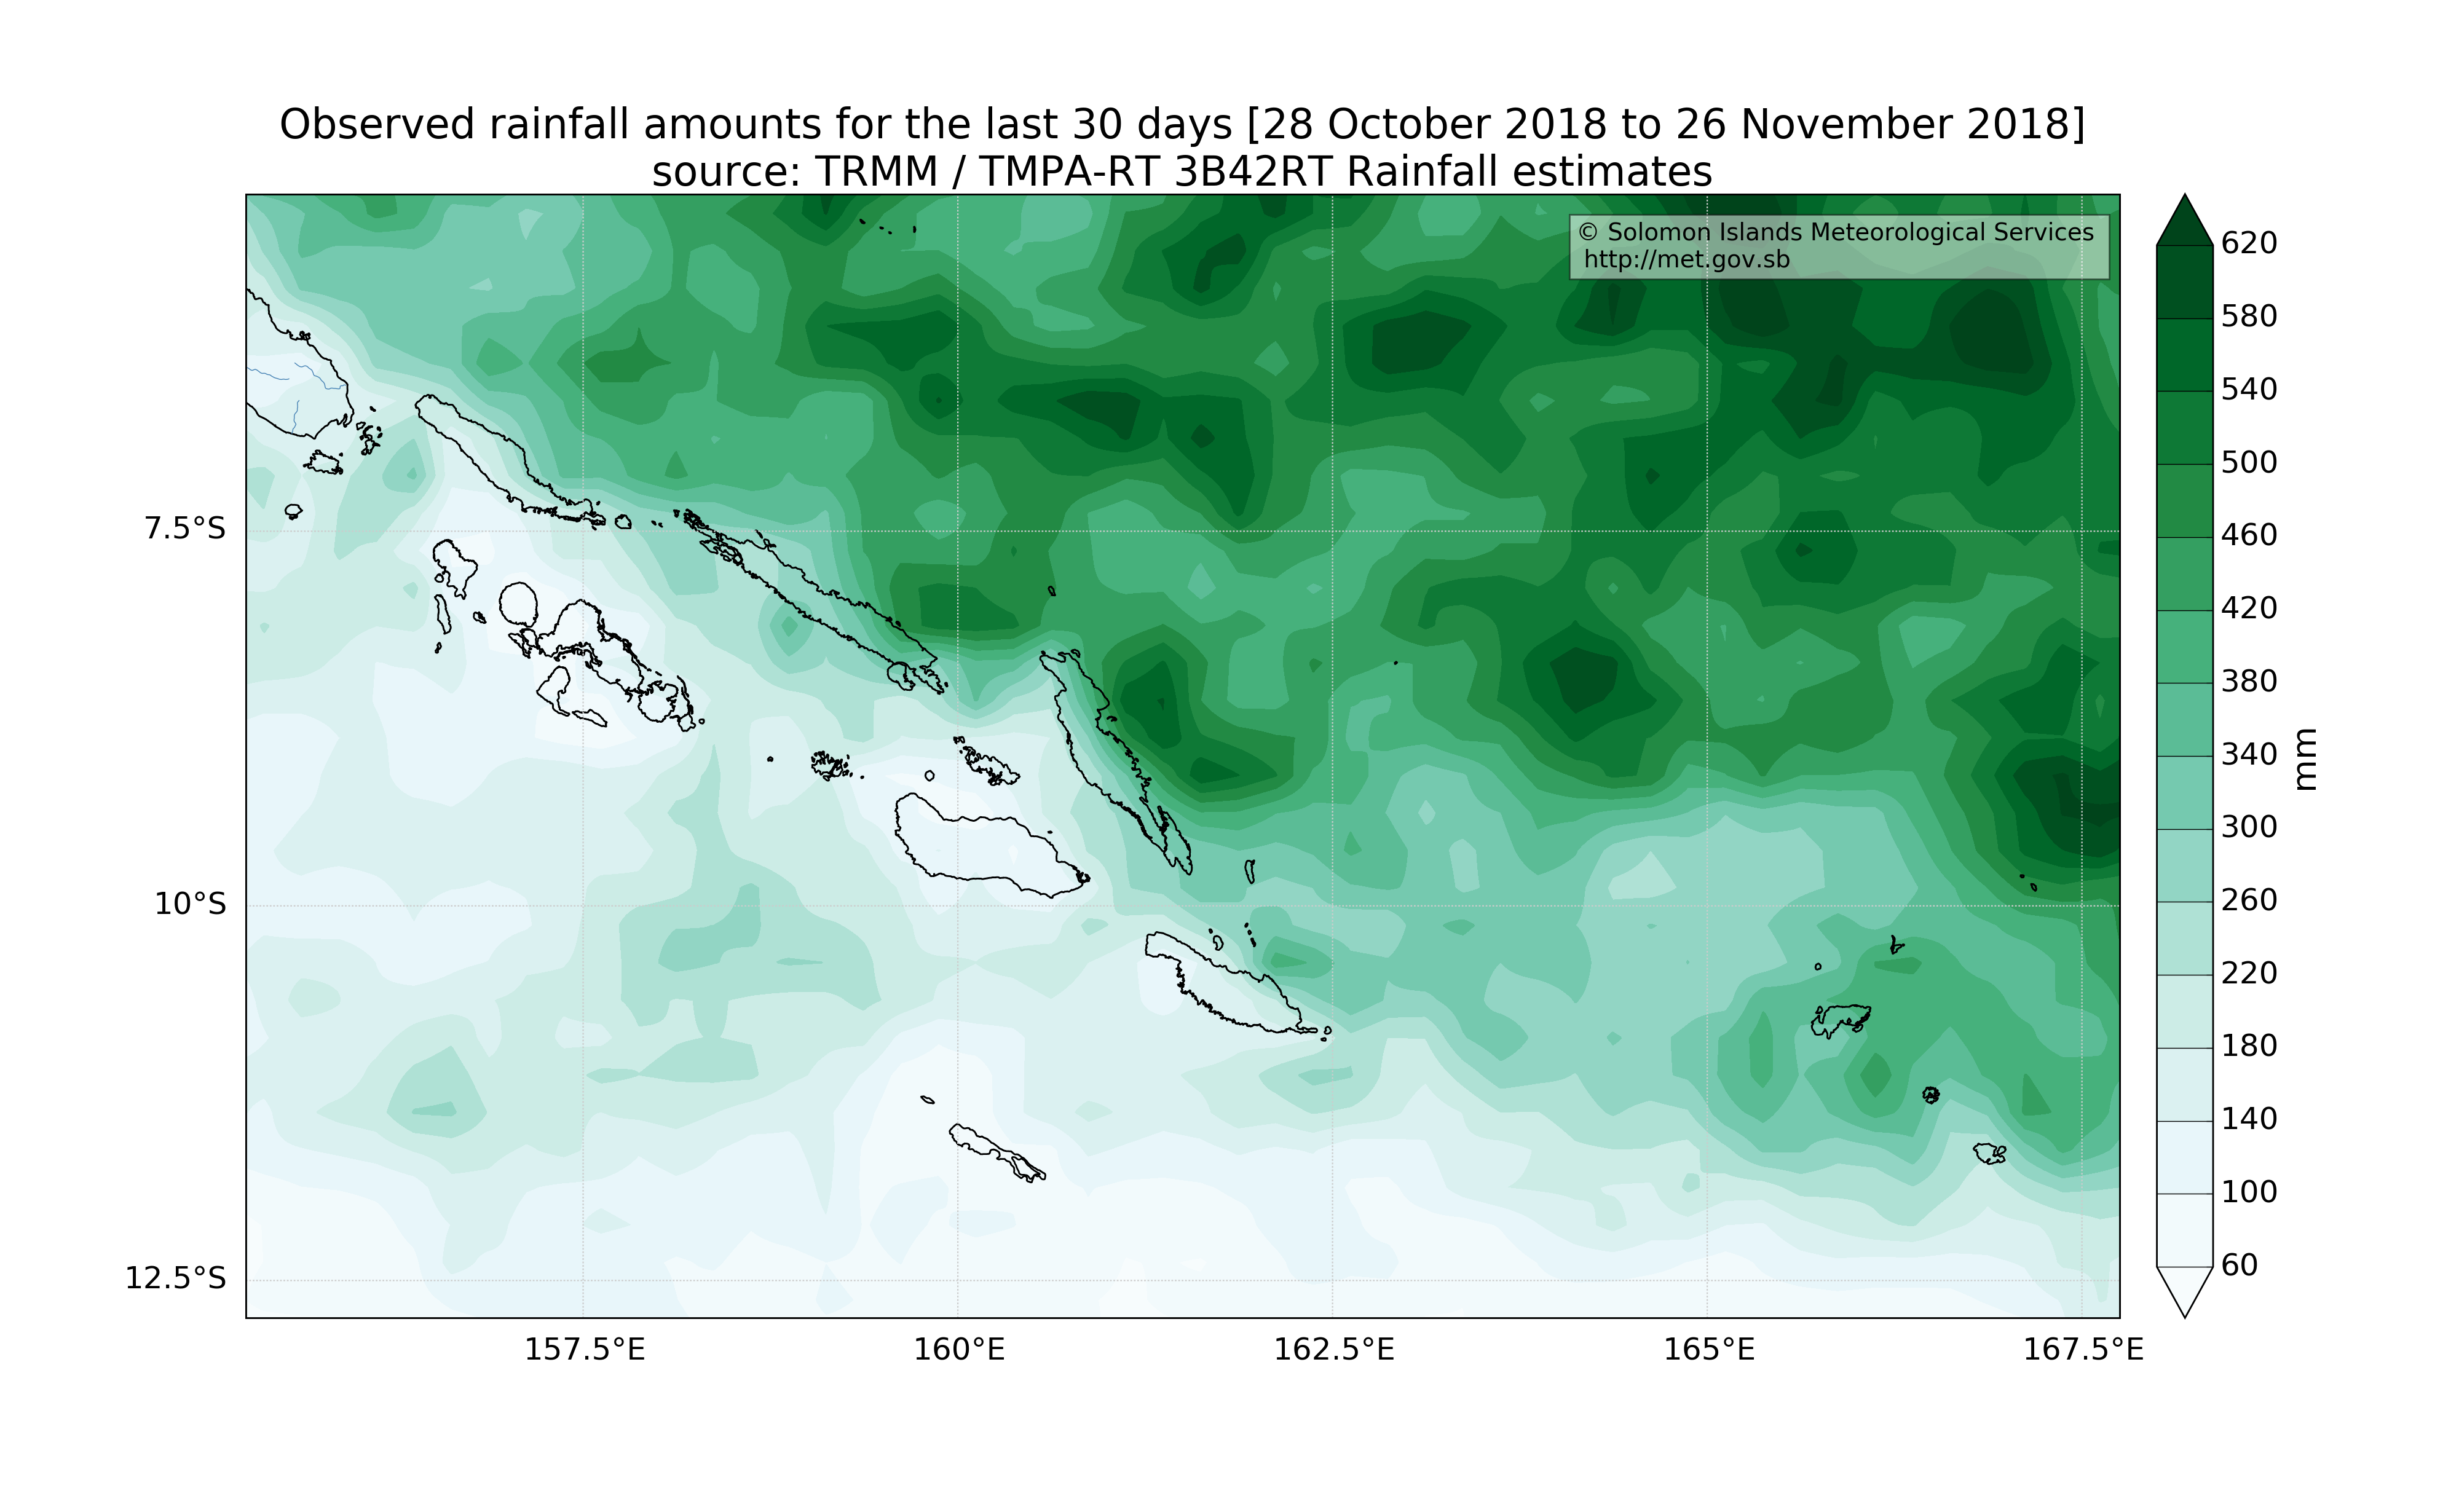 Observed rainfall amounts for the last 30 days [28 October 2018 to 26 November 2018]
source: TRMM / TMPA-RT 3B42RT Rainfall estimates
© Solomon Islands Meteorological Services
http://met.gov.sb
7.5°S
10°S
12.5°S
157.5°E
160°E
162.5°E
165°E
167.5°E
620
580
540
500
460
420
380
340
300
260
220
180
140
100
60
mm